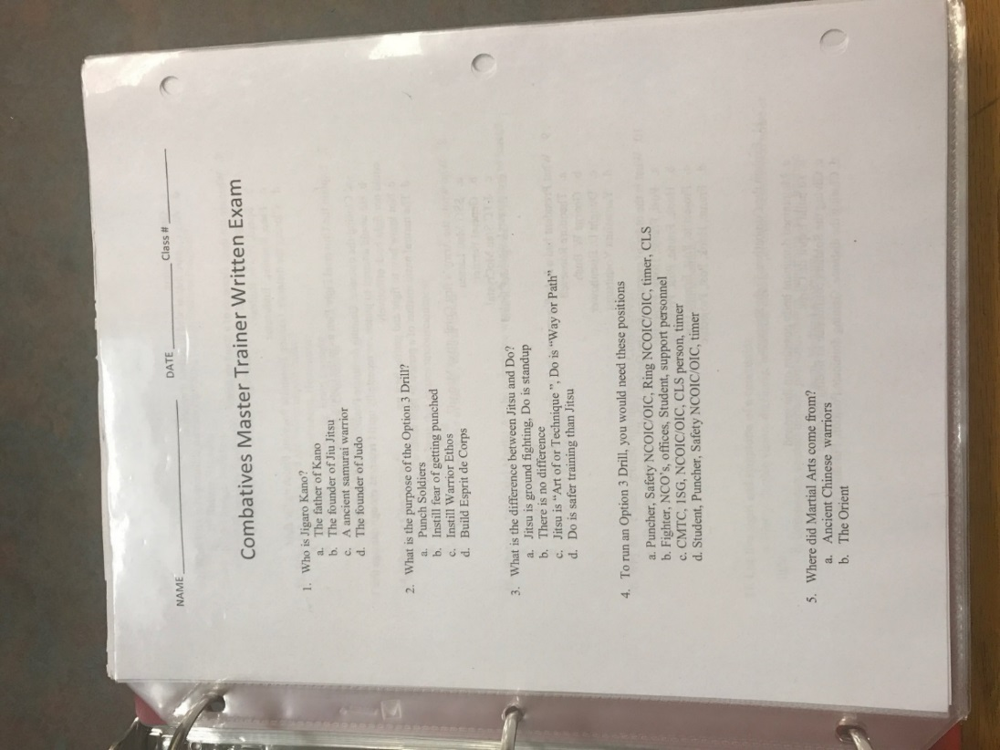 NAME DATE Class #
Combatives Master Trainer Written Exam
1. Who is Jigaro Kano?
a. The father of Kano
b. The founder of Jiu Jitsu
c. A ancient samurai warrior
d. The founder of Judo
2. What is the purpose of the Option 3 Drill?
a. Punch Soldiers
b. Instill fear of getting punched
c. Instill Warrior Ethos
d. Build Esprit de Corps
3. What is the difference between Jitsu and Do?
a. Jitsu is ground fighting, Do is standup
b. There is no difference
c. Jitsu is “Art of or Technique ”, Do is “Way or Path”
d. Do is safer training than Jitsu
4. To run an Option 3 Drill, you would need these positions
a. Puncher, Safety NCOIC/OIC, Ring NCOIC/OIC, timer, CLS
b. Fighter, NCO’s, offices, Student, support personnel
c. CMTC, 1SG, NCOIC/OIC, CLS person, timer
d. Student, Puncher, Safety NCOIC/OIC, timer
5. Where did Martial Arts come from?
a. Ancient Chinese warriors
b. The Orient